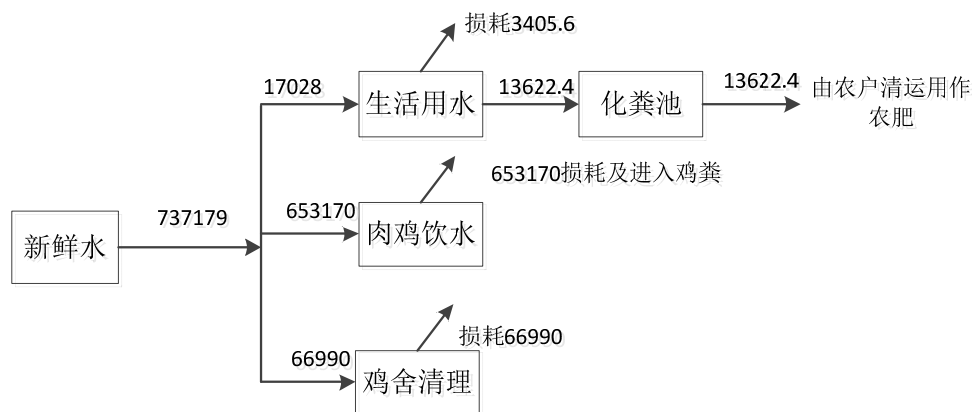 损耗3405.6
17028
生活用水
13622.4
化粪池
13622.4
由农户清运用作
农肥
653170损耗及进入鸡粪
737179
653170
新鲜水
肉鸡饮水
损耗66990
66990
鸡舍清理